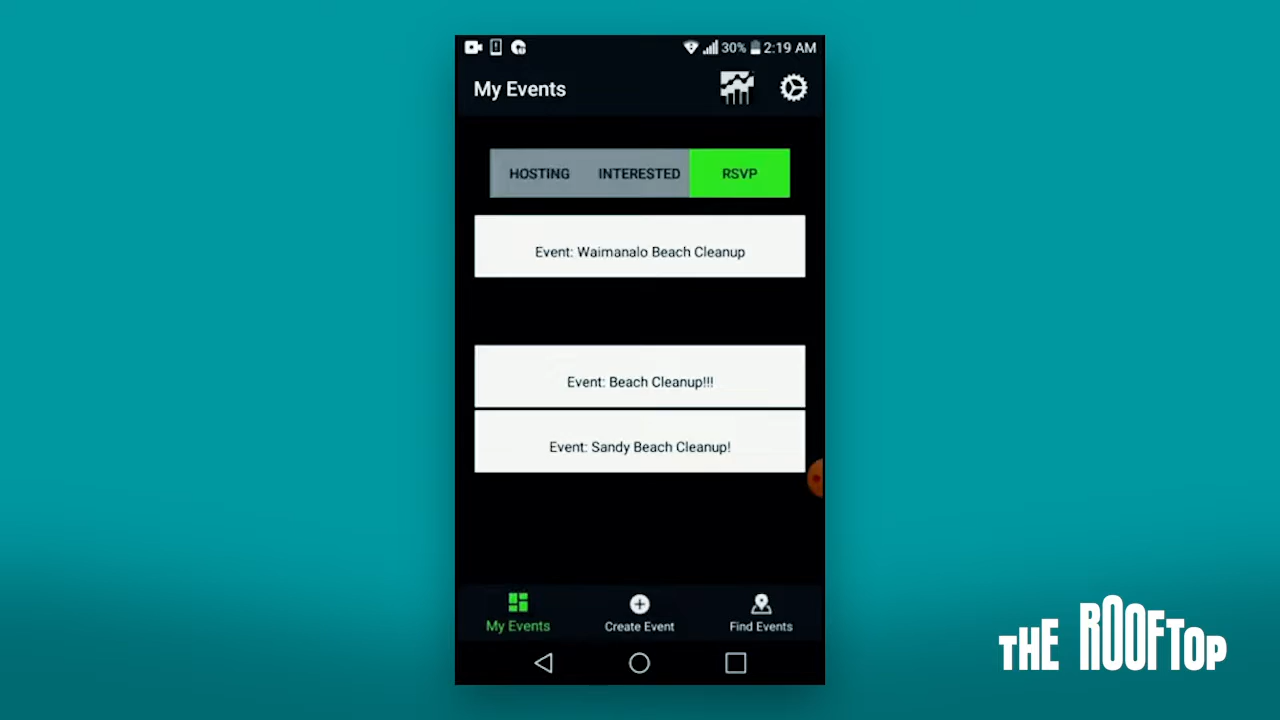 30% 2:19 AM
My Events
HOSTING INTERESTED RSVP
Event: Waimanalo Beach Cleanup
Event: Beach Cleanup!!!
Event: Sandy Beach Cleanup!
My Events Create Event Find Events
THE ROOFTOP